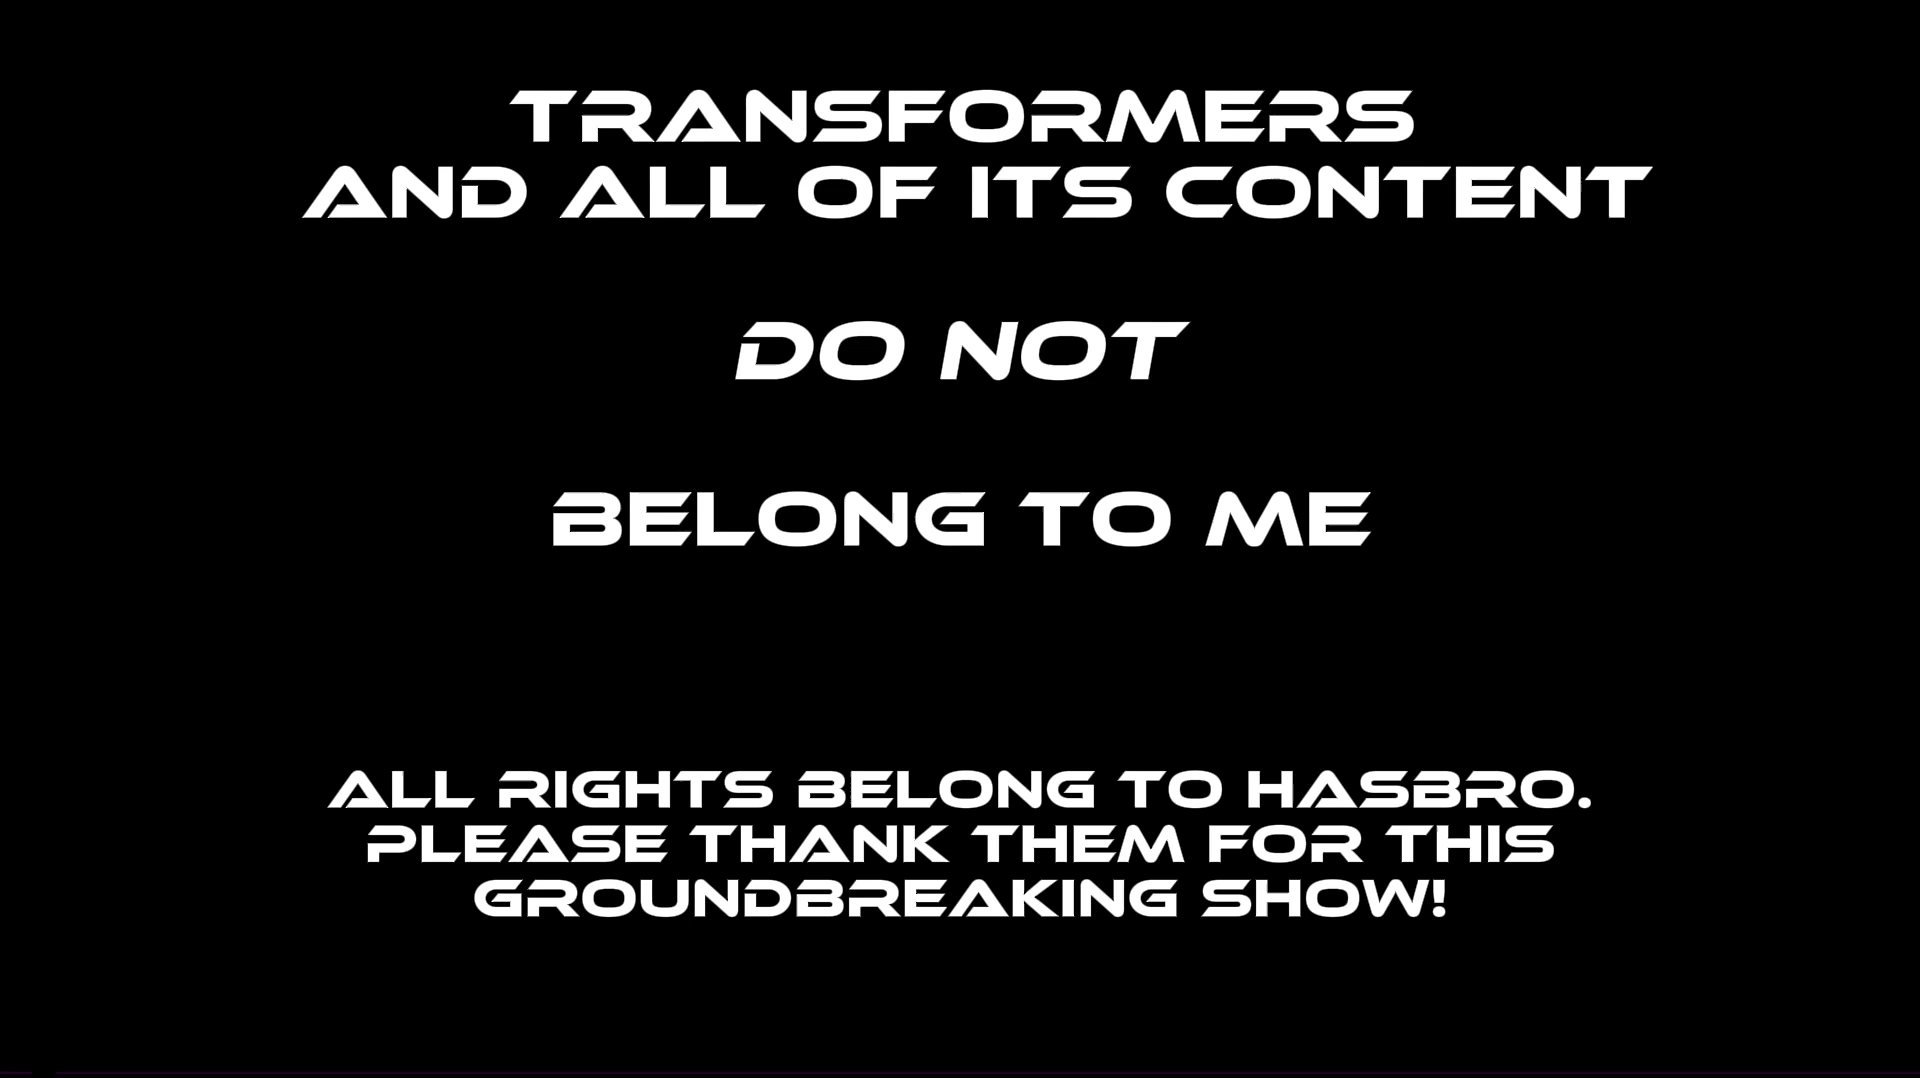 TRANSFORMERS
AND ALL OF ITS CONTENT
DO NOT
BELONG TO ME
ALL RIGHTS BELONG TO HASBRO.
PLEASE THANK THEM FOR THIS
GROUNDBREAKING SHOW!